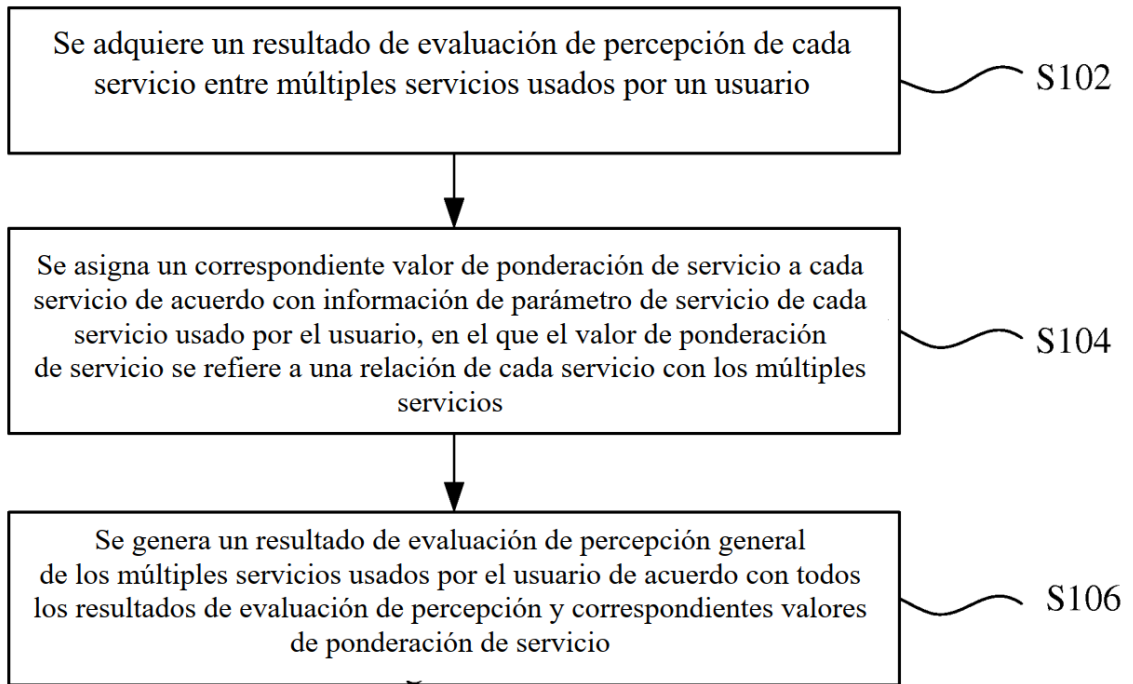 Se adquiere un resultado de evaluación de percepción de cada
servicio entre múltiples servicios usados por un usuario
S102
Se asigna un correspondiente valor de ponderación de servicio a cada
servicio de acuerdo con información de parámetro de servicio de cada
servicio usado por el usuario, en el que el valor de ponderación
de servicio se refiere a una relación de cada servicio con los múltiples
servicios
S104
Se genera un resultado de evaluación de percepción general
de los múltiples servicios usados por el usuario de acuerdo con todos
los resultados de evaluación de percepción y correspondientes valores
de ponderación de servicio
S106